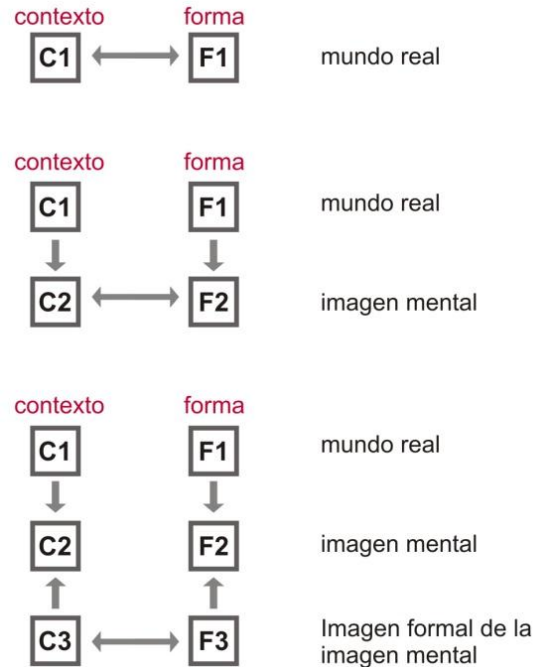 contexto forma
C1 F1 mundo real
contexto forma
C1 F1 mundo real
C2 F2 imagen mental
contexto forma
C1 F1 mundo real
C2 F2 imagen mental
C3 F3 Imagen formal de la
imagen mental